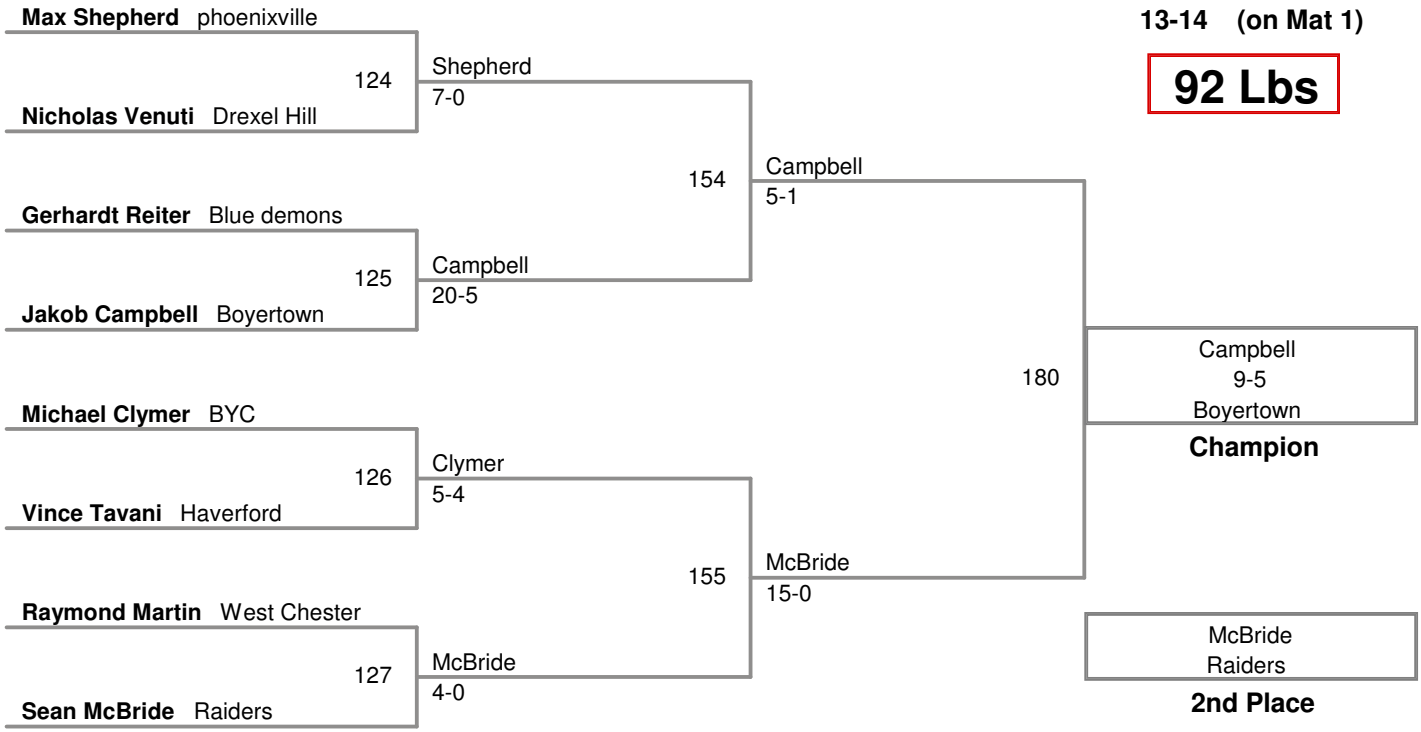 Max Shepherd phoenixville
13-14 (on Mat 1)
92 Lbs
124
Shepherd
7-0
Nicholas Venuti Drexel Hill
154
Campbell
5-1
Gerhardt Reiter Blue demons
125
Campbell
20-5
Jakob Campbell Boyertown
180
Campbell
9-5
Boyertown
Champion
Michael Clymer BYC
126
Clymer
5-4
Vince Tavani Haverford
155
McBride
15-0
Raymond Martin West Chester
127
McBride
4-0
Sean McBride Raiders
McBride
Raiders
2nd Place